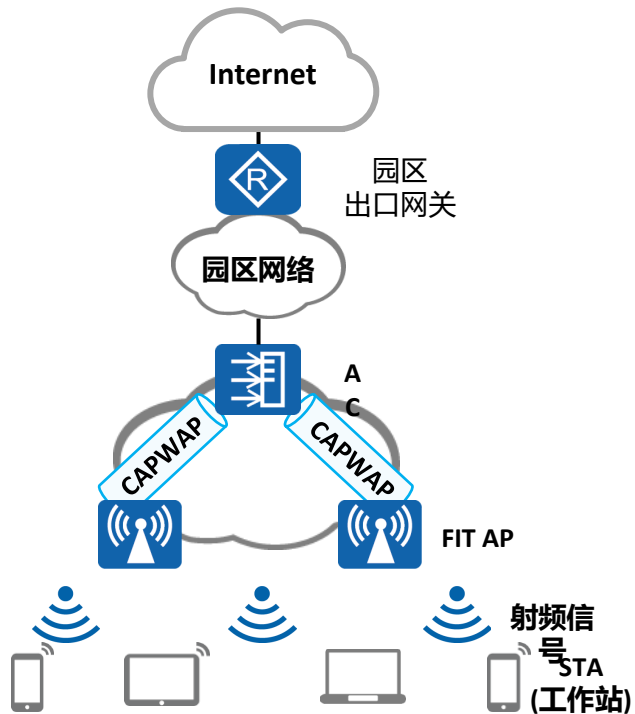 Internet
R
园区
出口网关
园区网络
A
C
CAPWAP
CAPWAP
FIT AP
射频信
号
STA
(工作站)